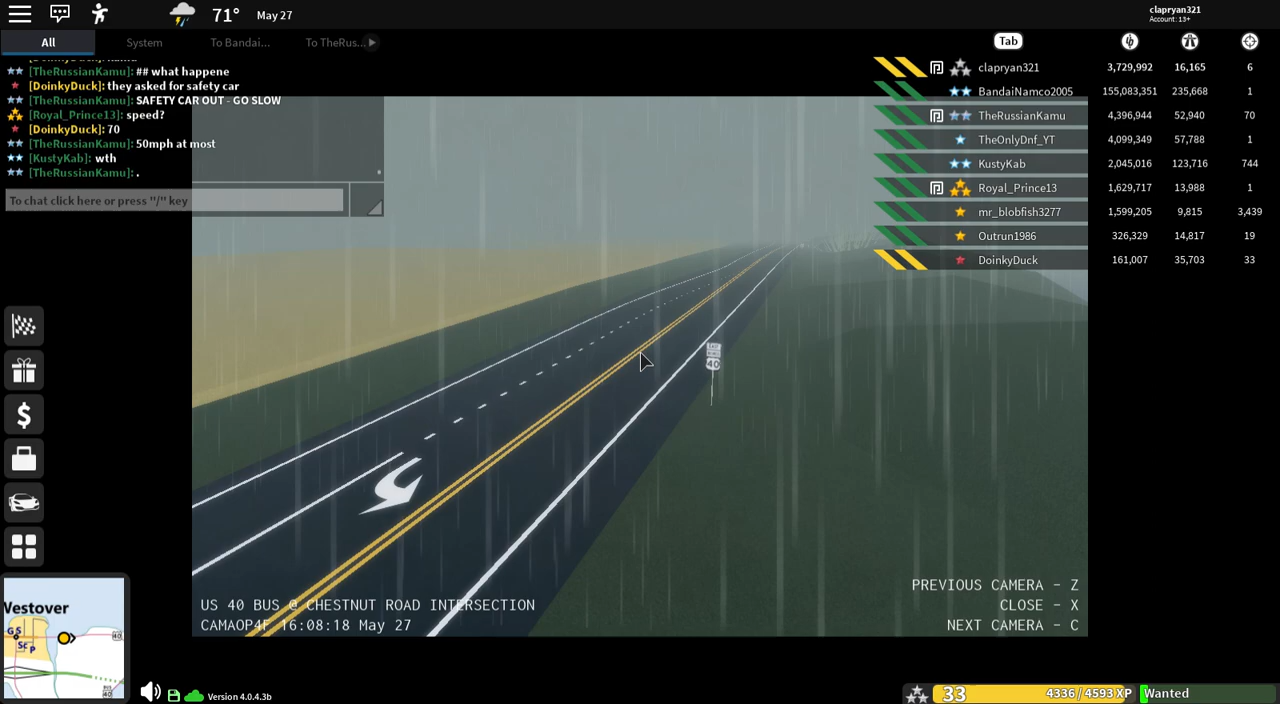 71° May 27
clapryan321
Account: 13+
All System To Bandai... To TheRus...
[TheRussianKamu]: ## what happene
[DoinkyDuck]: they asked for safety car
[TheRussianKamu]: SAFETY CAR OUT - GO SLOW
[Royal_Prince13]: speed?
[DoinkyDuck]: 70
[TheRussianKamu]: 50mph at most
[KustyKab]: wth
[TheRussianKamu]: .
To chat click here or press "/" key
Tab
clapryan321 3,729,992 16,165 6
BandaiNamco2005 155,083,351 235,668 1
TheRussianKamu 4,396,944 52,940 70
TheOnlyDnf_YT 4,099,349 57,788 1
KustyKab 2,045,016 123,716 744
Royal_Prince13 1,629,717 13,988 1
mr_blobfish3277 1,599,205 9,815 3,439
Outrun1986 326,329 14,817 19
DoinkyDuck 161,007 35,703 33
40
US 40 BUS @ CHESTNUT ROAD INTERSECTION
CAMAOP4F 16:08:18 May 27
PREVIOUS CAMERA - Z
CLOSE - X
NEXT CAMERA - C
Westover
G S
Sc P
40
Version 4.0.4.3b
33 4336 / 4593 XP Wanted